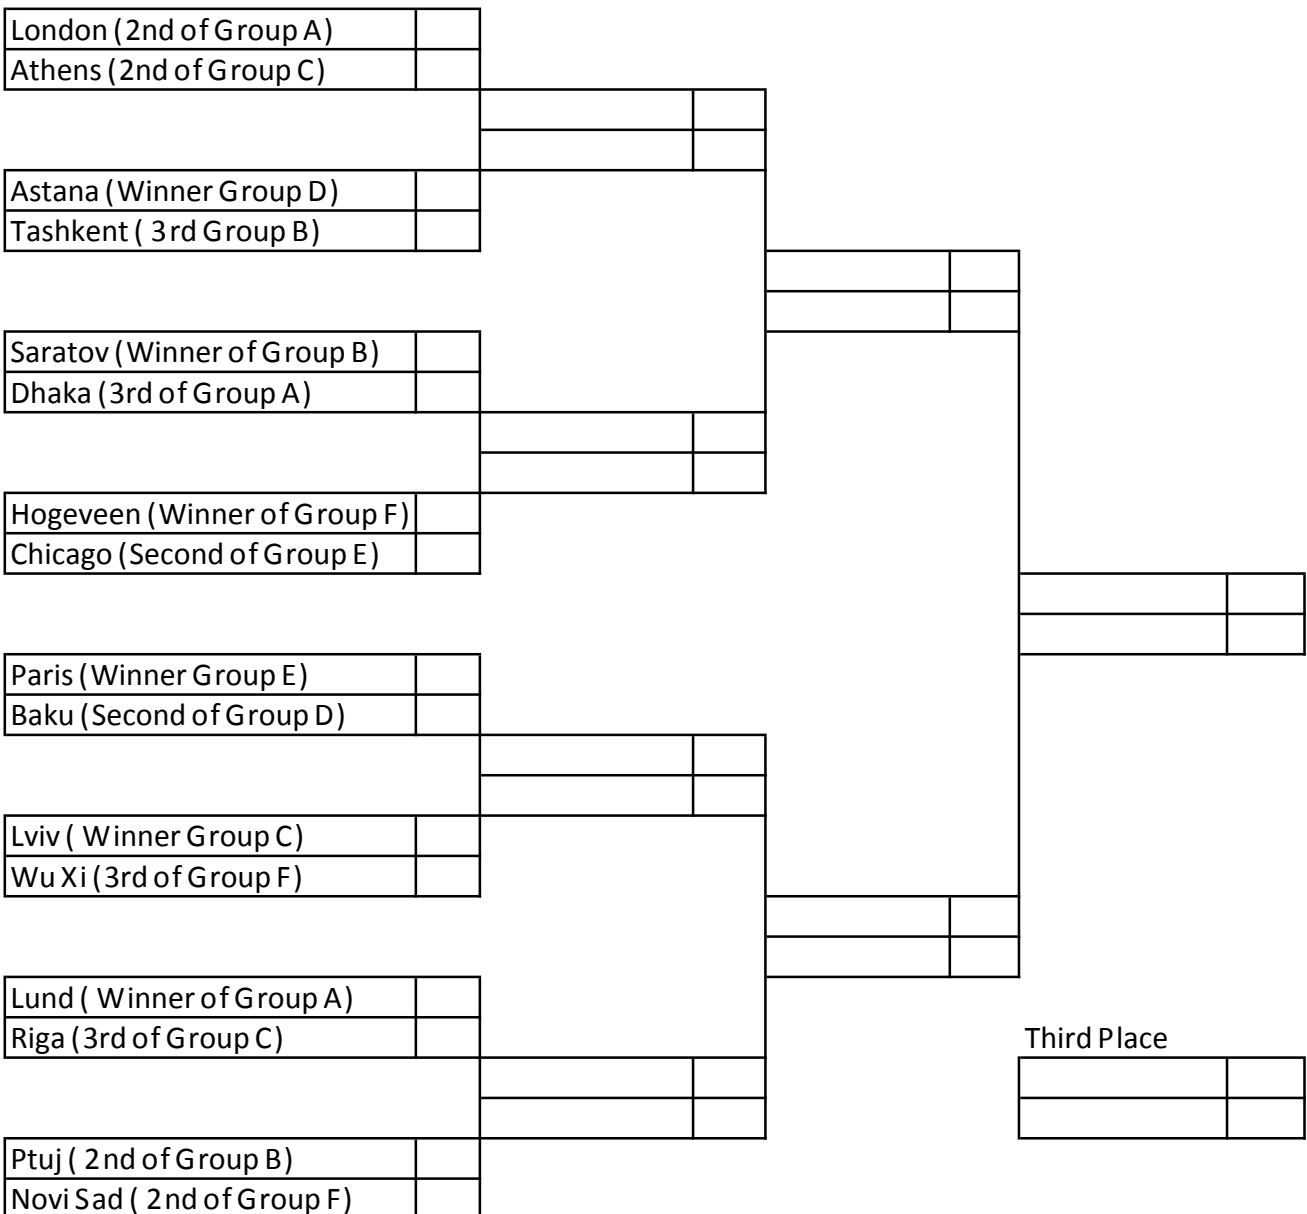 London (2nd of Group A)
Athens (2nd of Group C)
Astana (Winner Group D)
Tashkent ( 3rd Group B)
Saratov (Winner of Group B)
Dhaka (3rd of Group A)
Hogeveen (Winner of Group F)
Chicago (Second of Group E)
Paris (Winner Group E)
Baku (Second of Group D)
Lviv ( Winner Group C)
Wu Xi (3rd of Group F)
Lund ( Winner of Group A)
Riga (3rd of Group C)
Third Place
Ptuj ( 2nd of Group B)
Novi Sad ( 2nd of Group F)